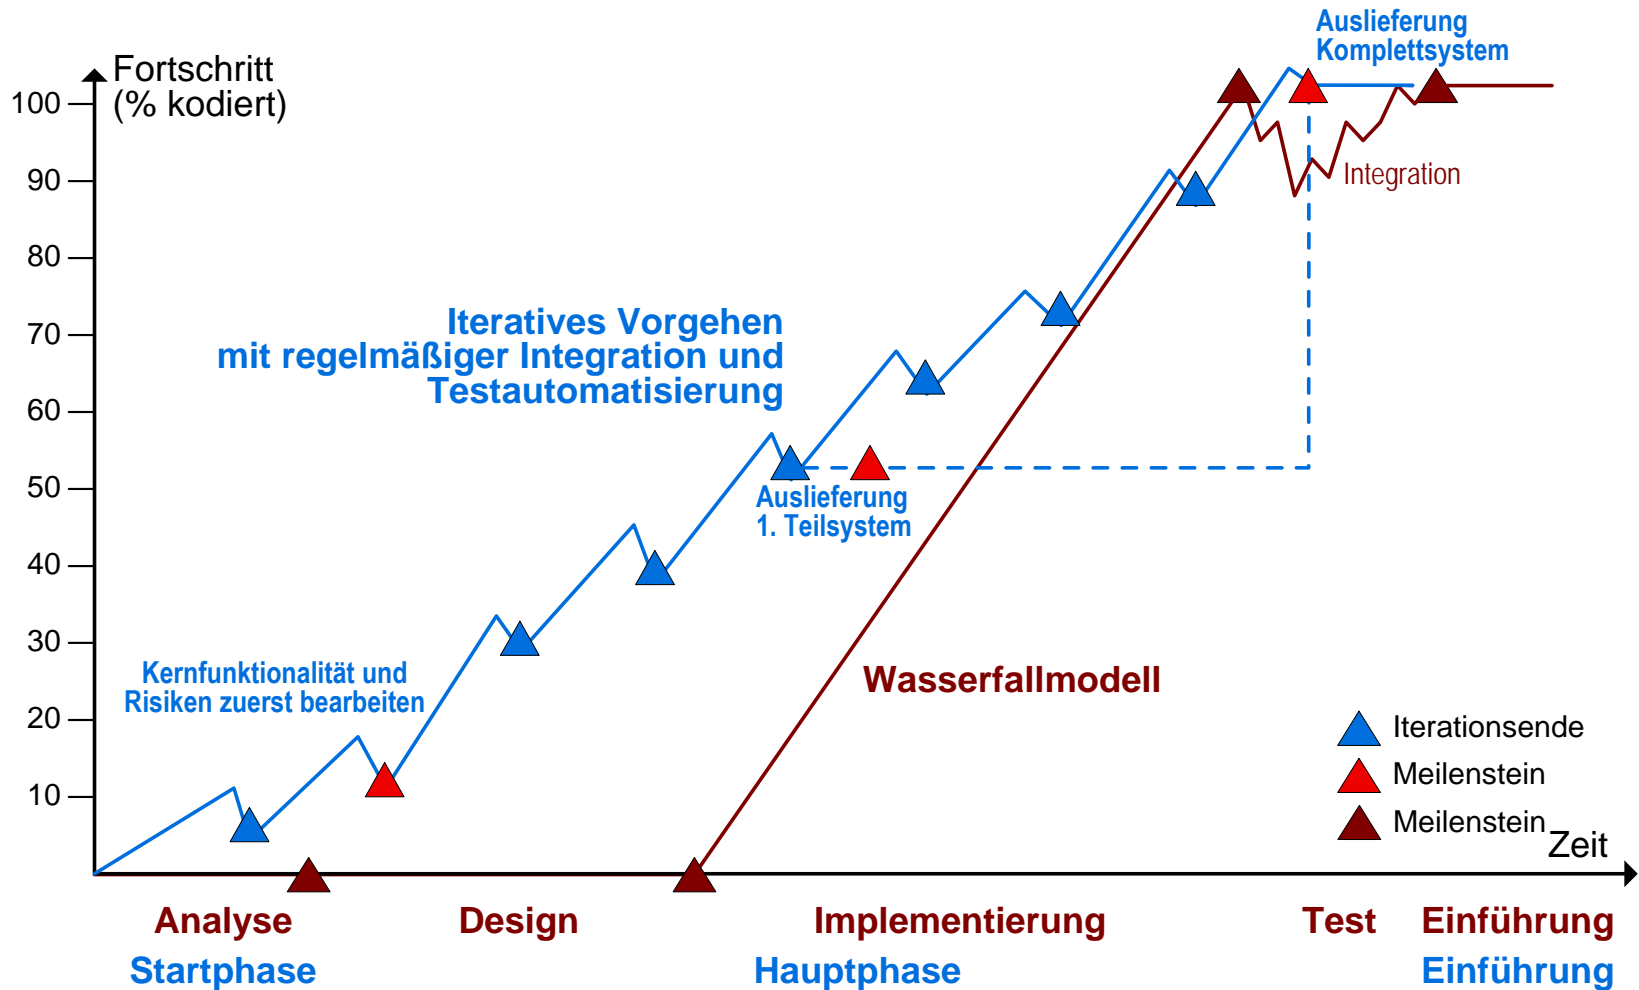 Auslieferung
Komplettsystem
Fortschritt
(% kodiert)
100
90
Integration
80
70
Iteratives Vorgehen
mit regelmäßiger Integration und
Testautomatisierung
60
50
Auslieferung
1. Teilsystem
40
30
Kernfunktionalität und
Risiken zuerst bearbeiten
Wasserfallmodell
20
10
Iterationsende
Meilenstein
Meilenstein
Zeit
Analyse Design Implementierung Test Einführung
Startphase Hauptphase Einführung